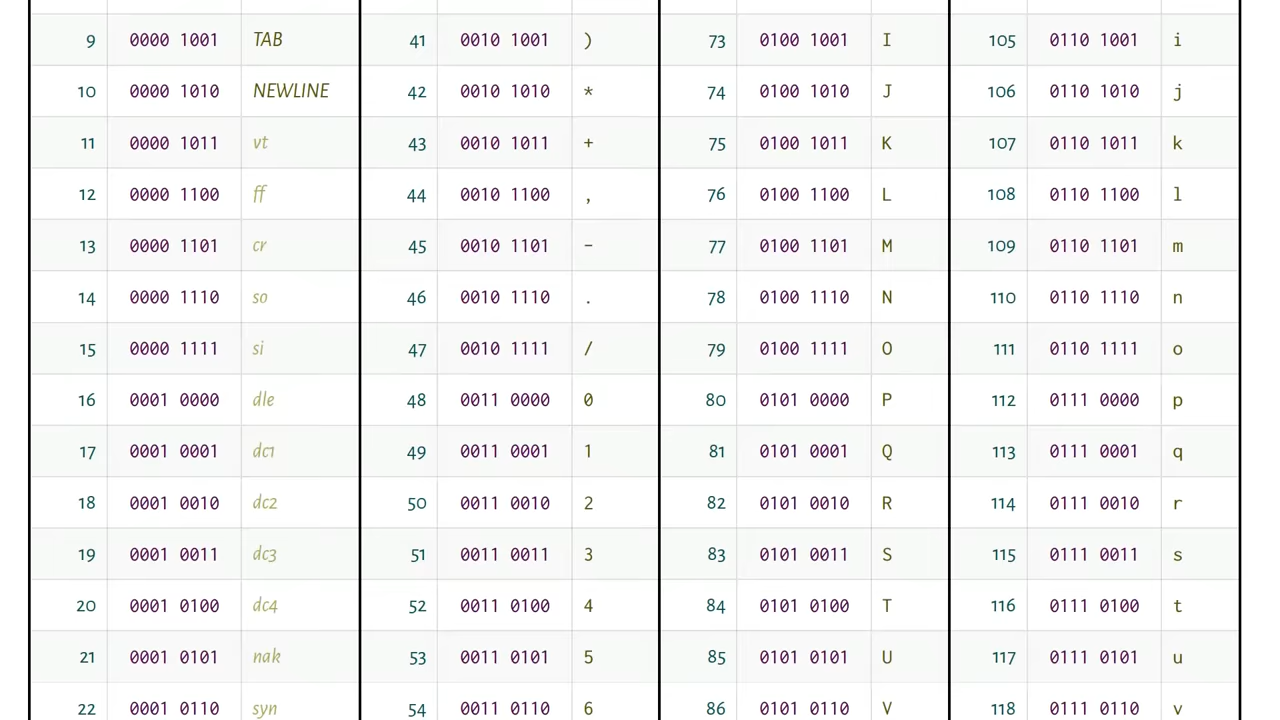 9 0000 1001 TAB 41 0010 1001 ) 73 0100 1001 I 105 0110 1001 i
10 0000 1010 NEWLINE 42 0010 1010 * 74 0100 1010 J 106 0110 1010 j
11 0000 1011 vt 43 0010 1011 + 75 0100 1011 K 107 0110 1011 k
12 0000 1100 ff 44 0010 1100 , 76 0100 1100 L 108 0110 1100 l
13 0000 1101 cr 45 0010 1101 – 77 0100 1101 M 109 0110 1101 m
14 0000 1110 so 46 0010 1110 . 78 0100 1110 N 110 0110 1110 n
15 0000 1111 si 47 0010 1111 / 79 0100 1111 O 111 0110 1111 o
16 0001 0000 dle 48 0011 0000 0 80 0101 0000 P 112 0111 0000 p
17 0001 0001 dc1 49 0011 0001 1 81 0101 0001 Q 113 0111 0001 q
18 0001 0010 dc2 50 0011 0010 2 82 0101 0010 R 114 0111 0010 r
19 0001 0011 dc3 51 0011 0011 3 83 0101 0011 S 115 0111 0011 s
20 0001 0100 dc4 52 0011 0100 4 84 0101 0100 T 116 0111 0100 t
21 0001 0101 nak 53 0011 0101 5 85 0101 0101 U 117 0111 0101 u
22 0001 0110 syn 54 0011 0110 6 86 0101 0110 V 118 0111 0110 v